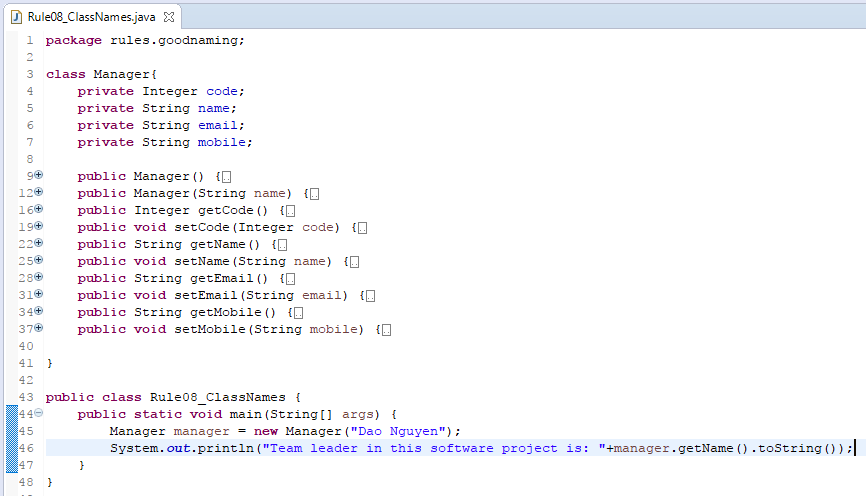 Rule08_ClassNames.java
1 package rules.goodnaming;
2
3 class Manager{
4     private Integer code;
5     private String name;
6     private String email;
7     private String mobile;
8
9     public Manager() {
12     public Manager(String name) {
16     public Integer getCode() {
19     public void setCode(Integer code) {
22     public String getName() {
25     public void setName(String name) {
28     public String getEmail() {
31     public void setEmail(String email) {
34     public String getMobile() {
37     public void setMobile(String mobile) {
40
41 }
42
43 public class Rule08_ClassNames {
44     public static void main(String[] args) {
45         Manager manager = new Manager("Dao Nguyen");
46         System.out.println("Team leader in this software project is: "+manager.getName().toString());
47     }
48 }